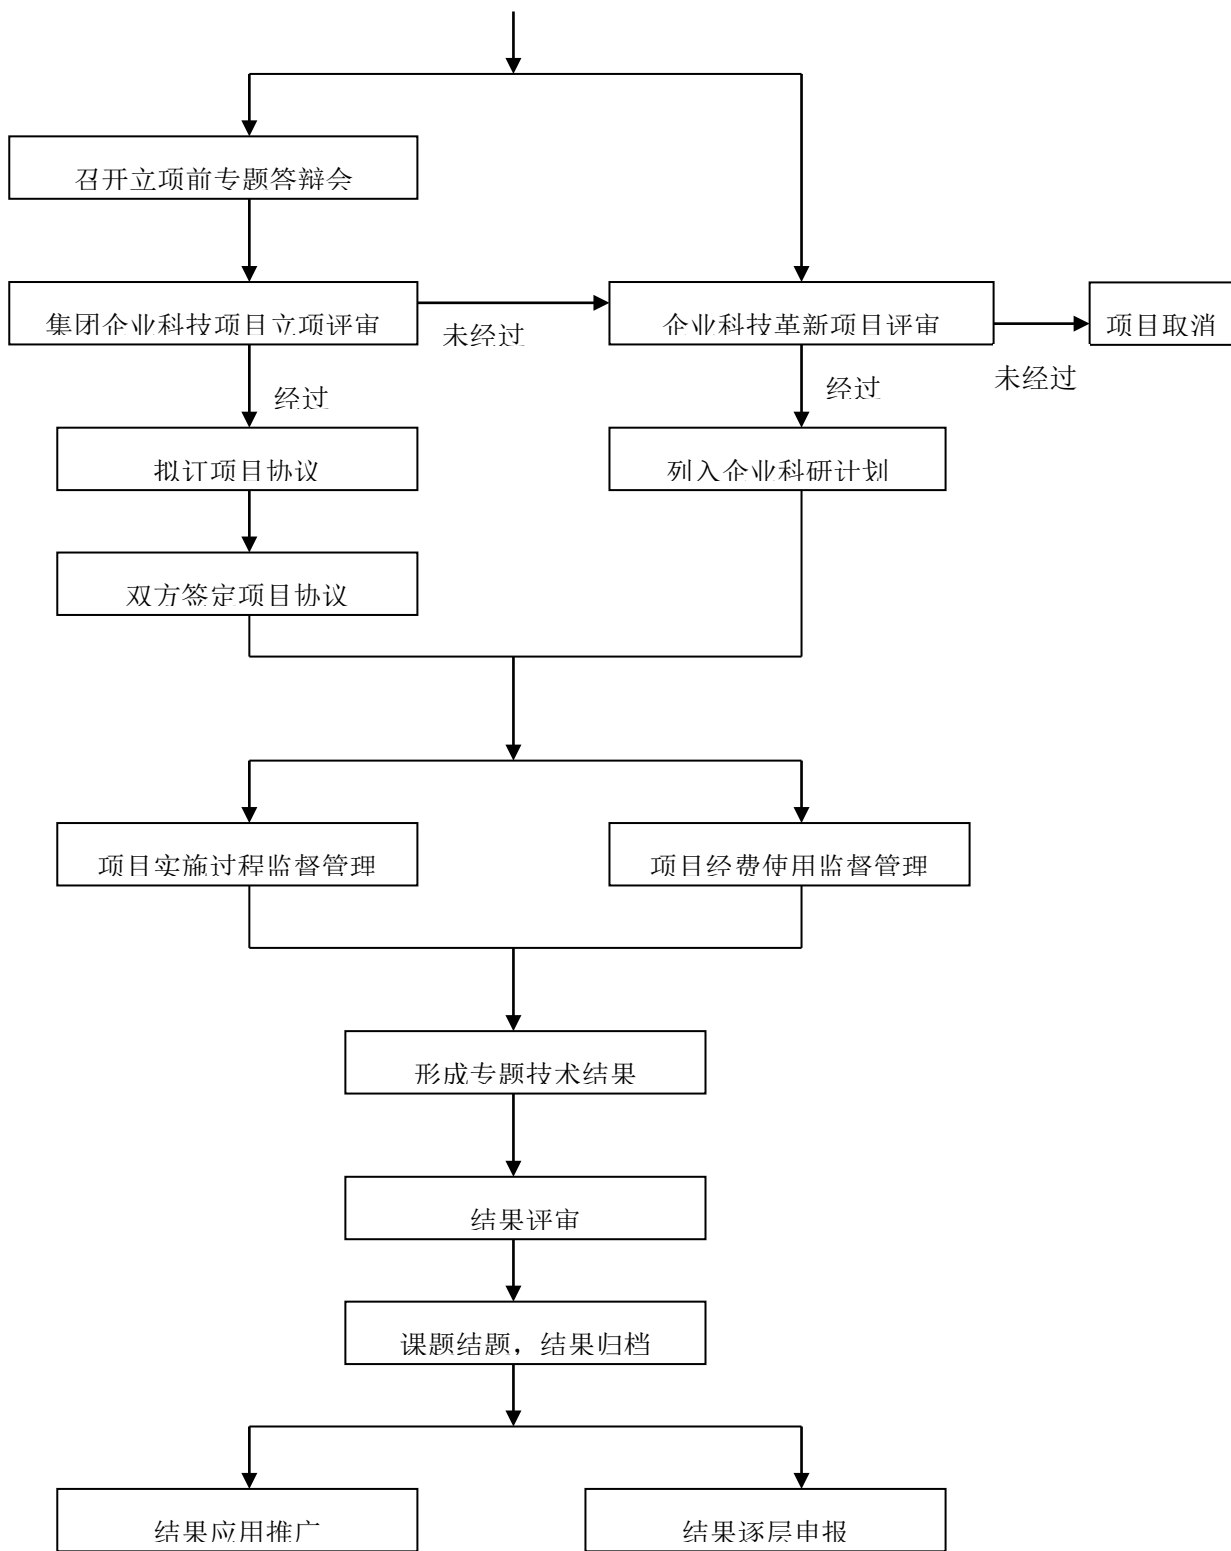 召开立项前专题答辩会
集团企业科技项目立项评审
未经过
企业科技革新项目评审
项目取消
经过
经过
未经过
拟订项目协议
列入企业科研计划
双方签定项目协议
项目实施过程监督管理
项目经费使用监督管理
形成专题技术结果
结果评审
课题结题，结果归档
结果应用推广
结果逐层申报